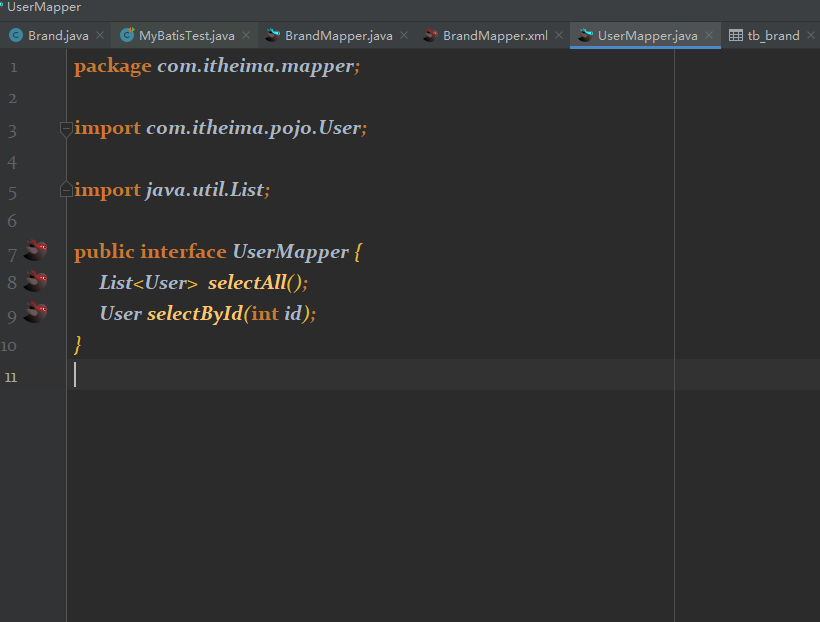 UserMapper
Brand.java MyBatisTest.java BrandMapper.java BrandMapper.xml UserMapper.java tb_brand
1 package com.itheima.mapper;
2
3 import com.itheima.pojo.User;
4
5 import java.util.List;
6
7 public interface UserMapper {
8 List<User> selectAll();
9 User selectById(int id);
10 }
11